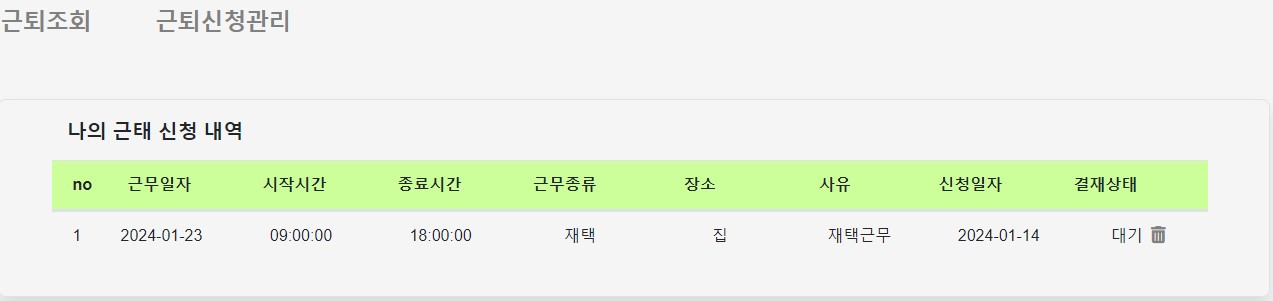 근퇴조회 근퇴신청관리
나의 근태 신청 내역
no 근무일자 시작시간 종료시간 근무종류 장소 사유 신청일자 결재상태
1 2024-01-23 09:00:00 18:00:00 재택 집 재택근무 2024-01-14 대기